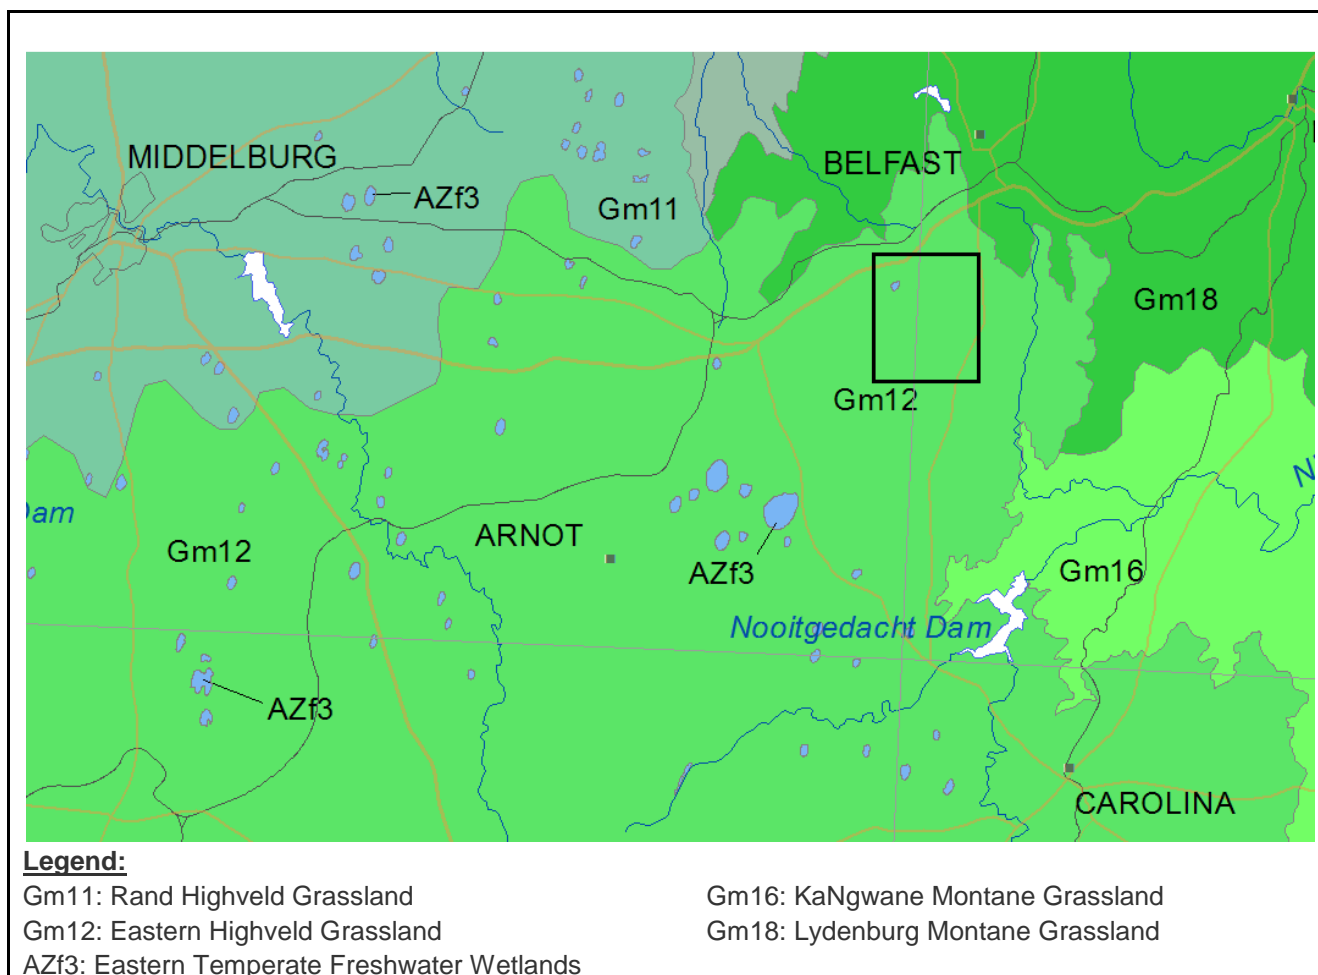 MIDDELBURG
BELFAST
AZf3
Gm11
Gm18
Gm12
Dam
ARNOT
Gm12
AZf3
Gm16
Nooitgedacht Dam
AZf3
CAROLINA
Legend:
Gm11: Rand Highveld Grassland
Gm16: KaNgwane Montane Grassland
Gm12: Eastern Highveld Grassland
Gm18: Lydenburg Montane Grassland
AZf3: Eastern Temperate Freshwater Wetlands